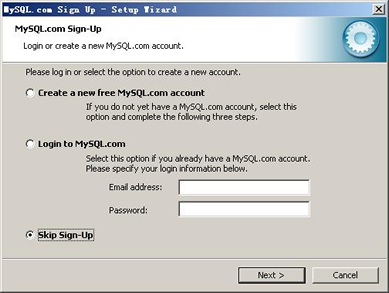 MySQL.com Sign Up - Setup Wizard
MySQL.com Sign-Up
Login or create a new MySQL.com account.
Please log in or select the option to create a new account.
Create a new free MySQL.com account
If you do not yet have a MySQL.com account, select this
option and complete the following three steps.
Login to MySQL.com
Select this option if you already have a MySQL.com account.
Please specify your login information below.
Email address:
Password:
Skip Sign-Up
Next >
Cancel